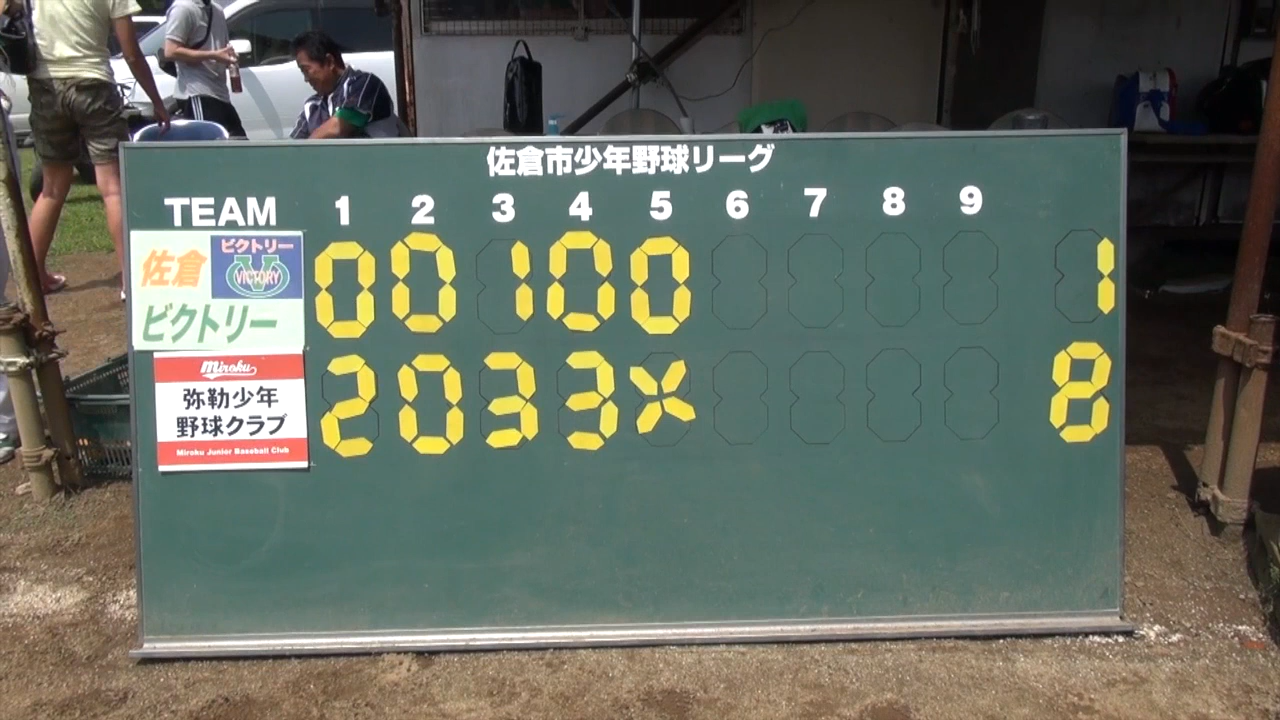 佐倉市少年野球リーグ
TEAM 1 2 3 4 5 6 7 8 9
佐倉 ビクトリー VICTORY
ビクトリー
0 0 1 0 0 1
Miroku
弥勒少年
野球クラブ
Miroku Junior Baseball Club
2 0 3 3 x 8